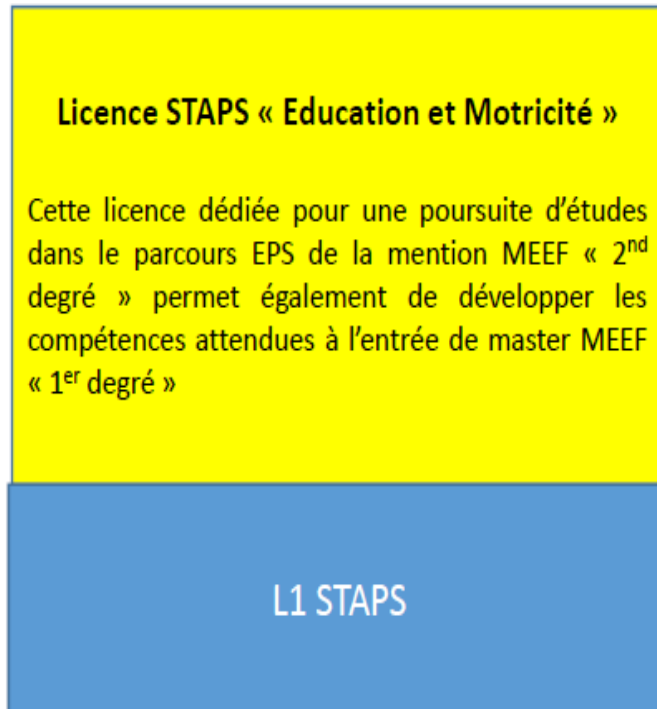 Licence STAPS « Education et Motricité »
Cette licence dédiée pour une poursuite d’études
dans le parcours EPS de la mention MEEF « 2nd
degré » permet également de développer les
compétences attendues à l’entrée de master MEEF
« 1er degré »
L1 STAPS